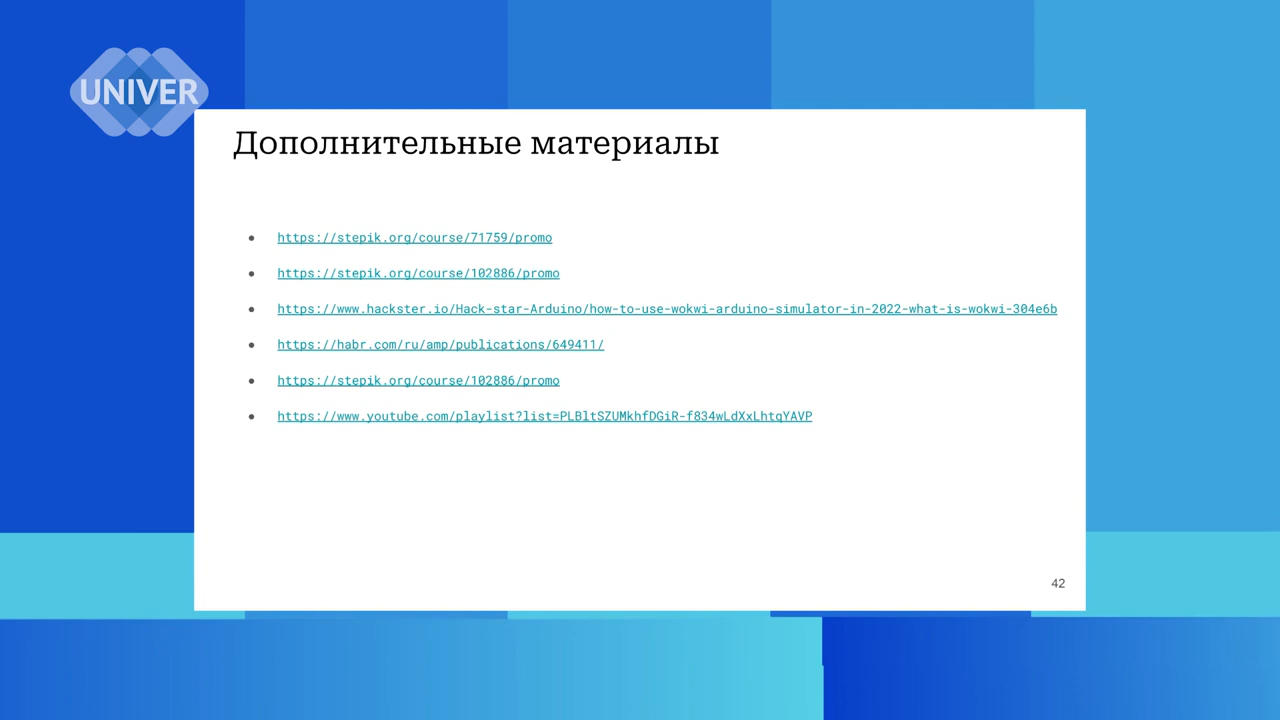 UNIVER
Дополнительные материалы
● https://stepik.org/course/71759/promo
● https://stepik.org/course/102886/promo
● https://www.hackster.io/Hack-star-Arduino/how-to-use-wokwi-arduino-simulator-in-2022-what-is-wokwi-304e6b
● https://habr.com/ru/amp/publications/649411/
● https://stepik.org/course/102886/promo
● https://www.youtube.com/playlist?list=PLBltSZUMkhfDGiR-f834wLdXxLhtqYAVP
42